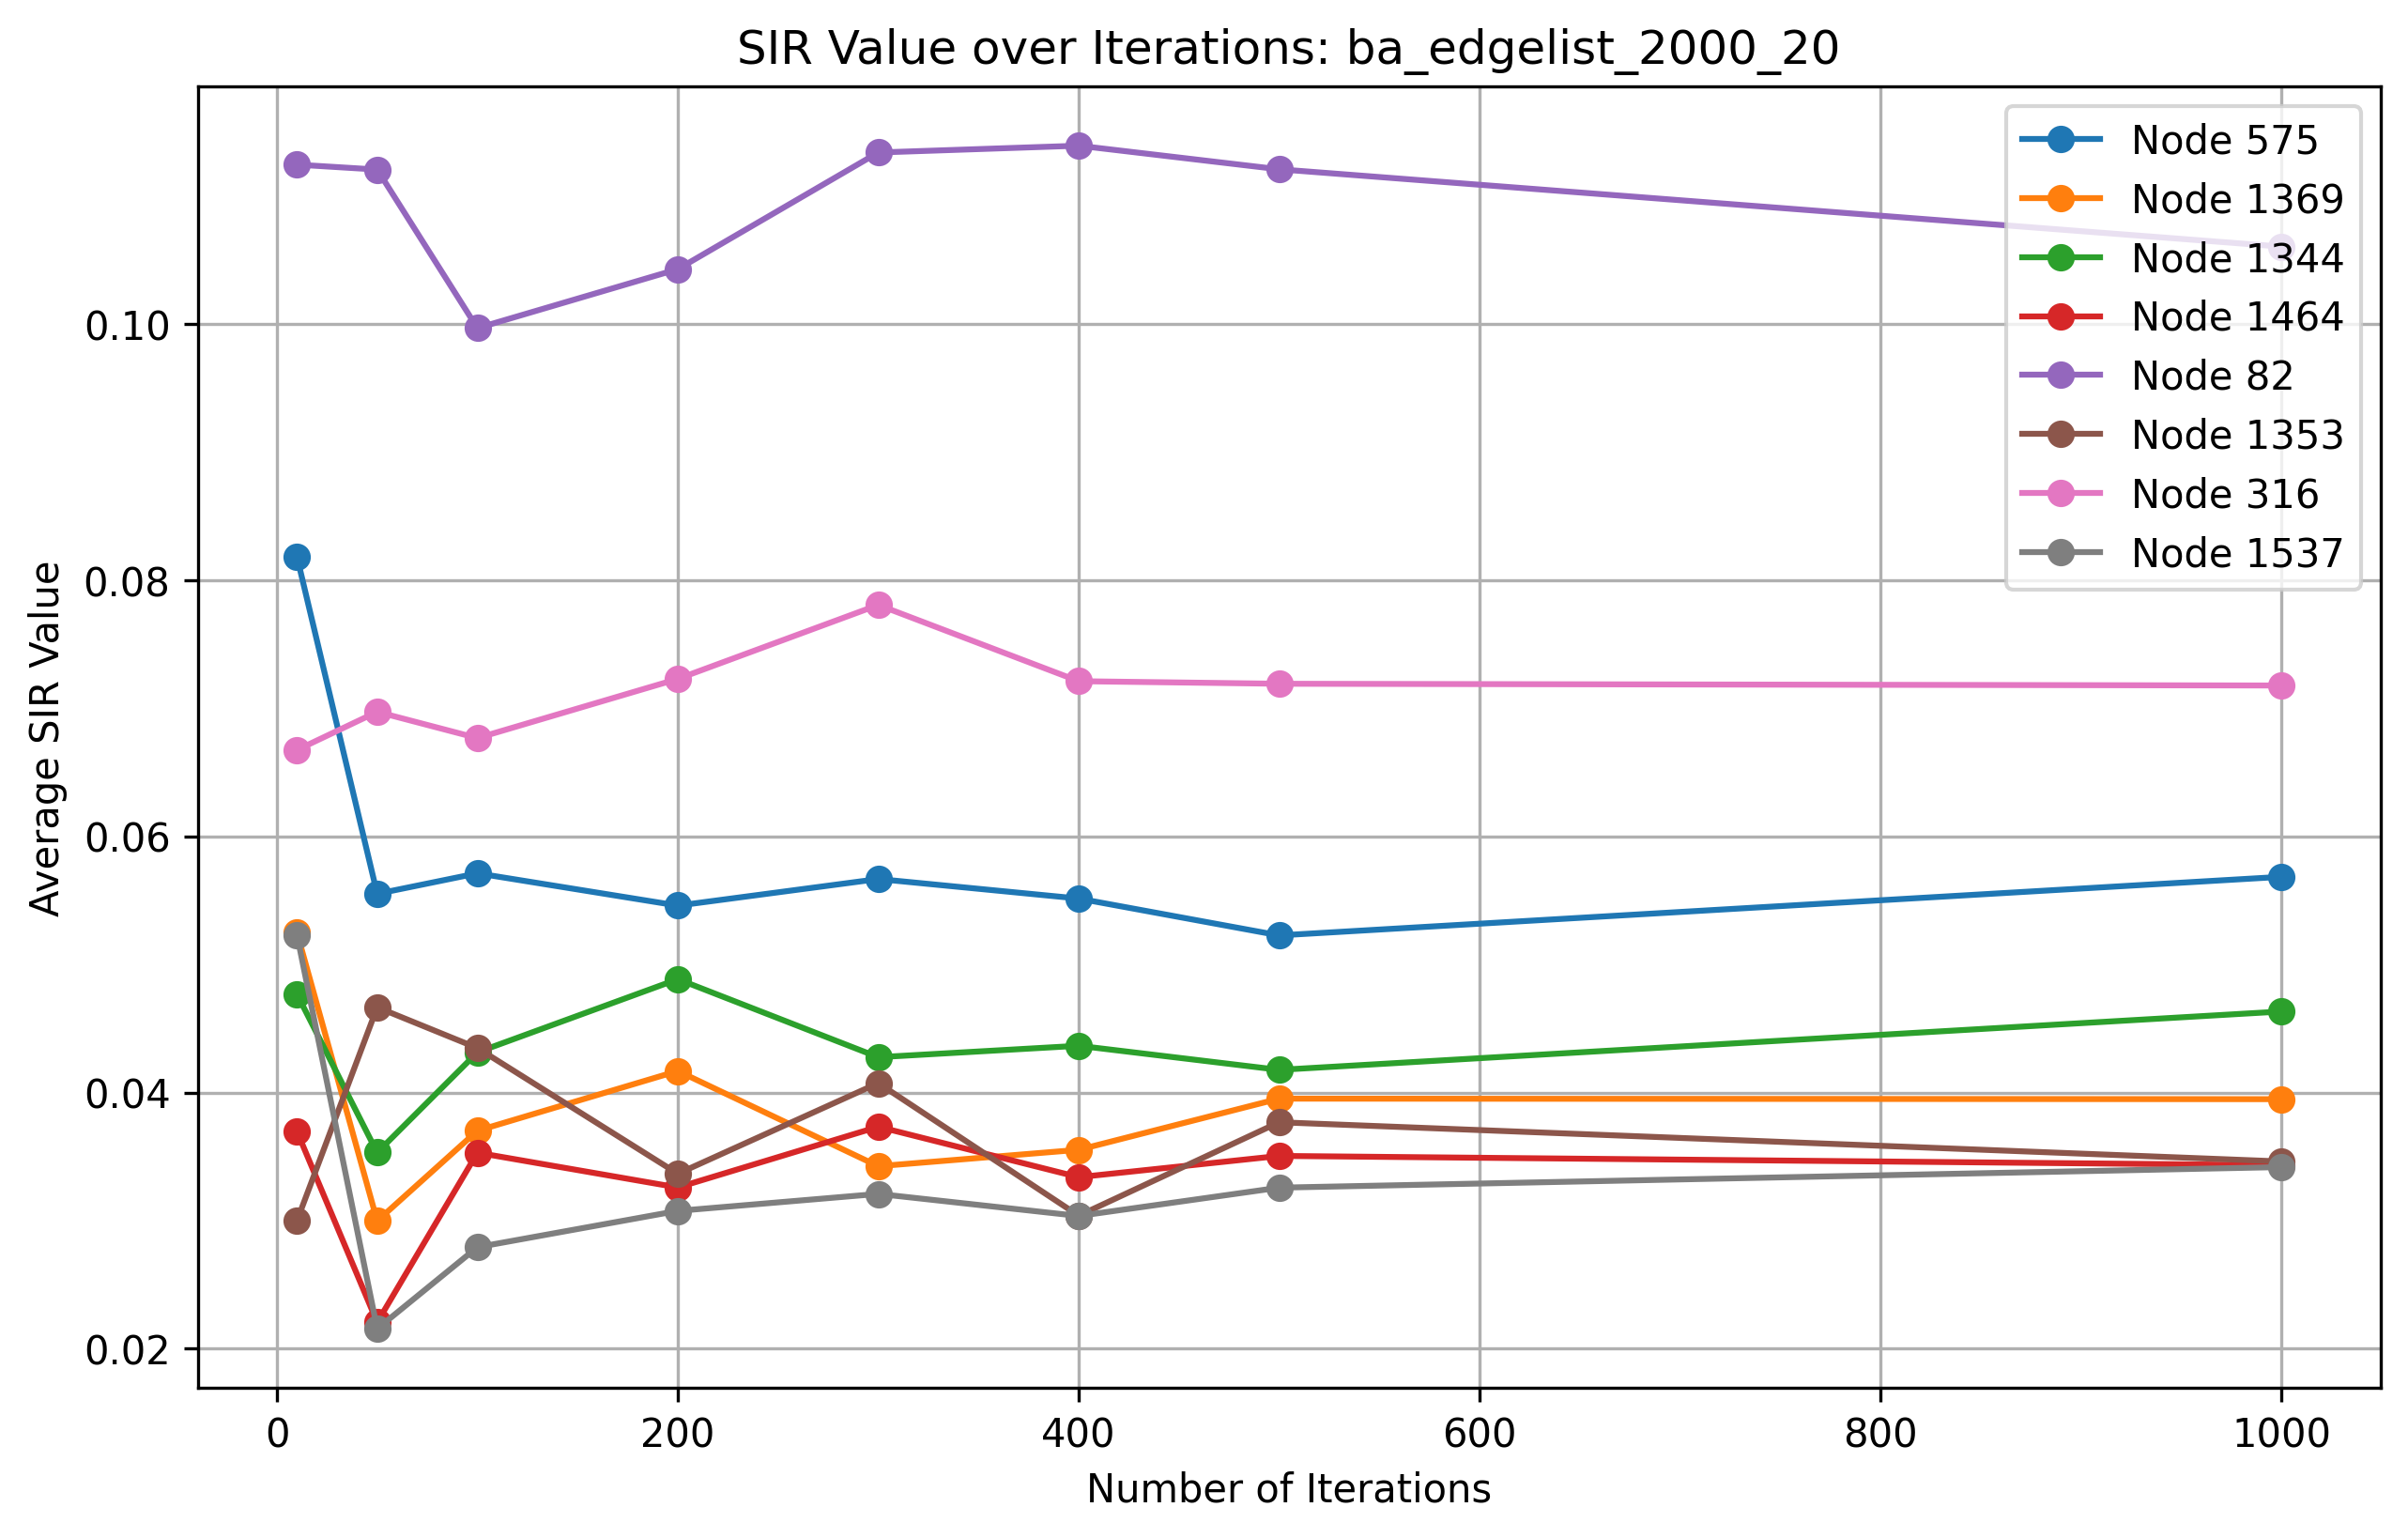 SIR Value over Iterations: ba_edgelist_2000_20
Node 575
Node 1369
Node 1344
Node 1464
Node 82
Node 1353
Node 316
Node 1537
Average SIR Value
0.10
0.08
0.06
0.04
0.02
0 200 400 600 800 1000
Number of Iterations